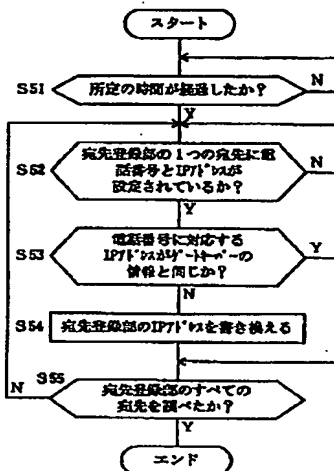 スタート
S51
所定の時間が経過したか?
N
Y
S52
宛先登録部の1つの宛先に電
話番号とIPアドレスが
設定されているか?
N
Y
S53
電話番号に対応する
IPアドレスがゲートキーパーの
情報と同じか?
Y
N
S54
宛先登録部のIPアドレスを書き換える
S55
N
宛先登録部のすべての
宛先を調べたか?
Y
エンド